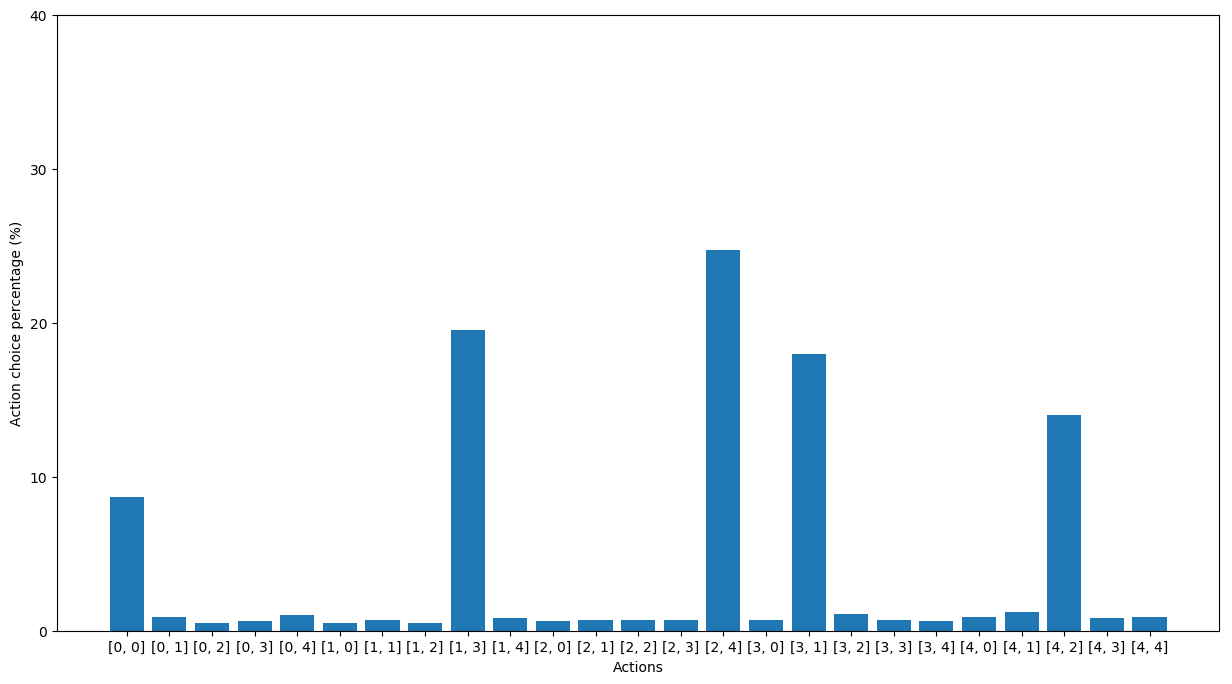 40
30
20
10
0
Action choice percentage (%)
[0, 0] [0, 1] [0, 2] [0, 3] [0, 4] [1, 0] [1, 1] [1, 2] [1, 3] [1, 4] [2, 0] [2, 1] [2, 2] [2, 3] [2, 4] [3, 0] [3, 1] [3, 2] [3, 3] [3, 4] [4, 0] [4, 1] [4, 2] [4, 3] [4, 4]
Actions